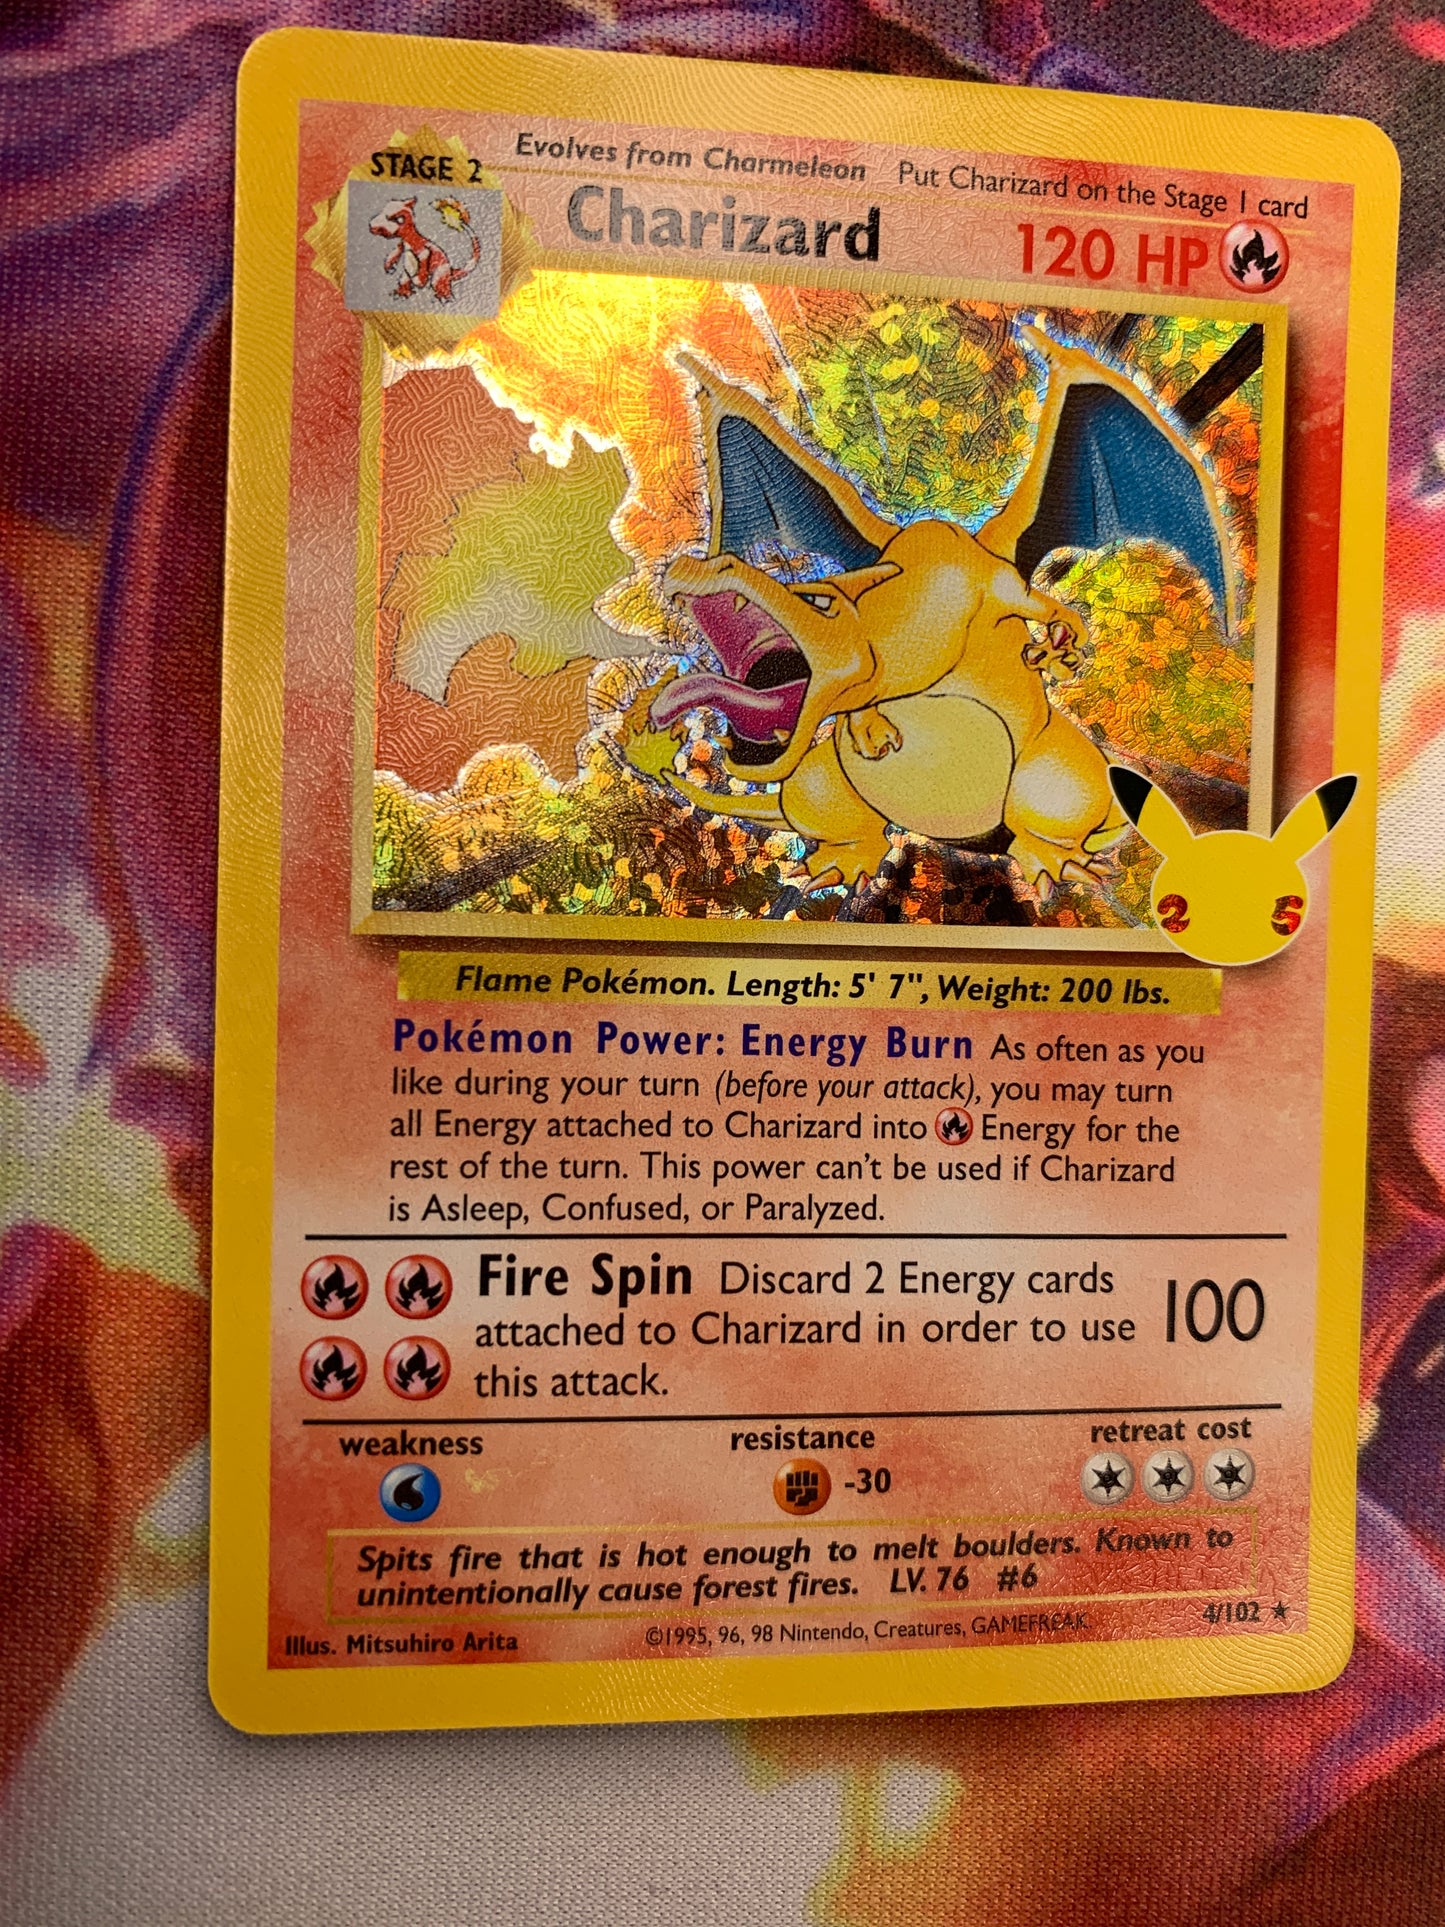 Evolves from Charmeleon Put Charizard on the Stage 1 card
STAGE 2
Charizard
120 HP
25
Flame Pokémon. Length: 5' 7", Weight: 200 lbs.
Pokémon Power: Energy Burn As often as you
like during your turn (before your attack), you may turn
all Energy attached to Charizard into Energy for the
rest of the turn. This power can't be used if Charizard
is Asleep, Confused, or Paralyzed.
Fire Spin Discard 2 Energy cards
attached to Charizard in order to use
this attack.
100
weakness resistance retreat cost
-30
Spits fire that is hot enough to melt boulders. Known to
unintentionally cause forest fires. LV. 76 #6
Illus. Mitsuhiro Arita ©1995, 96, 98 Nintendo, Creatures, GAMEFREAK. 4/102 ★